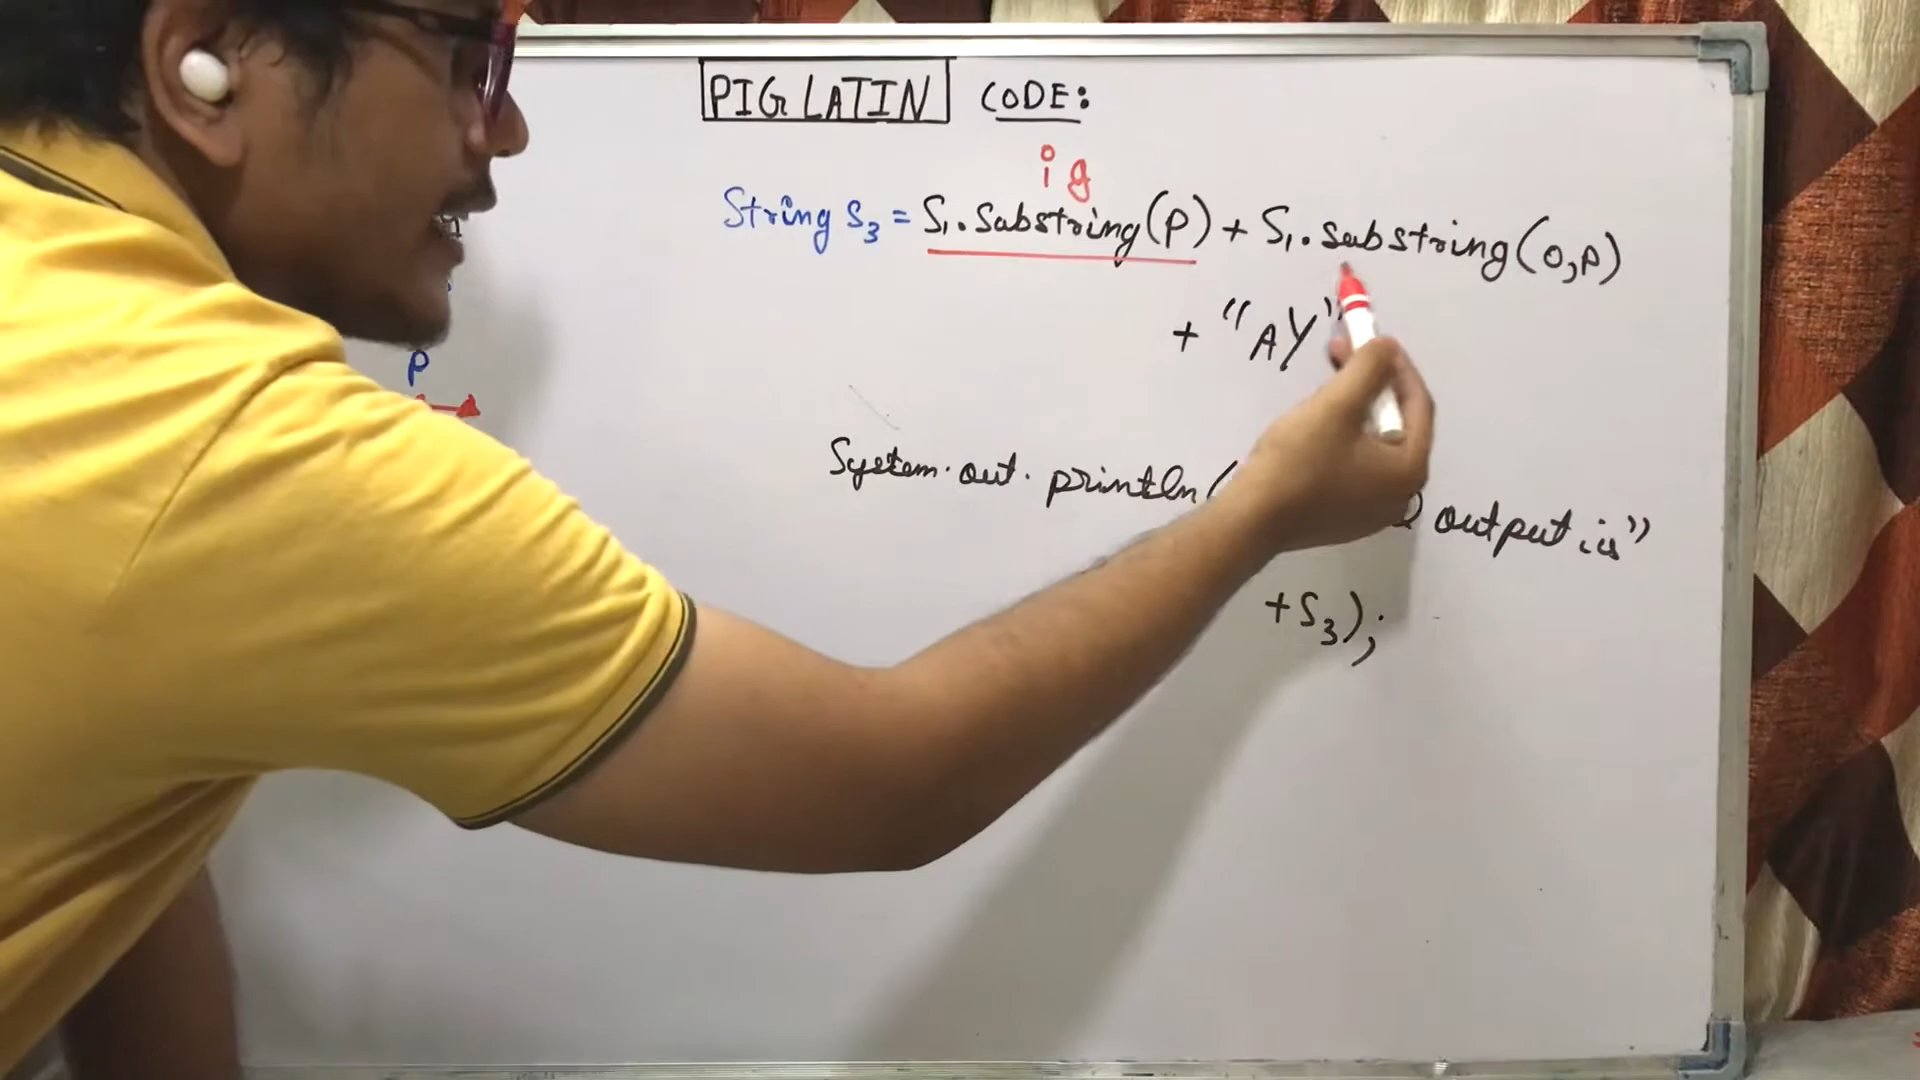 PIG LATIN CODE:
ig
String S₃ = S₁.Substring(P) + S₁.substring(0,P)
+ "AY"
P
System.out.println( output is"
+S₃);